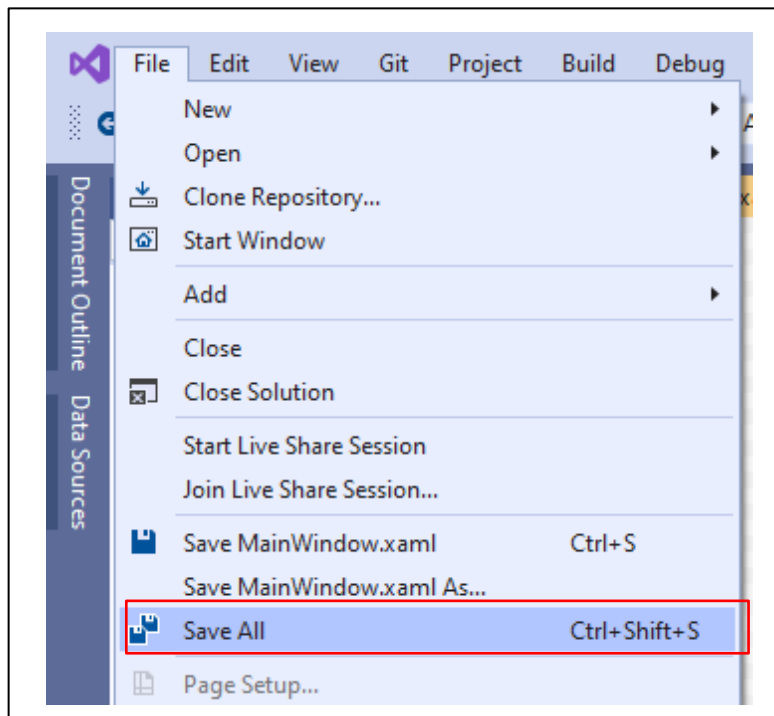 File Edit View Git Project Build Debug
New
Open
Clone Repository...
Start Window
Add
Close
Close Solution
Start Live Share Session
Join Live Share Session...
Save MainWindow.xaml Ctrl+S
Save MainWindow.xaml As...
Save All Ctrl+Shift+S
Page Setup...
Document Outline
Data Sources